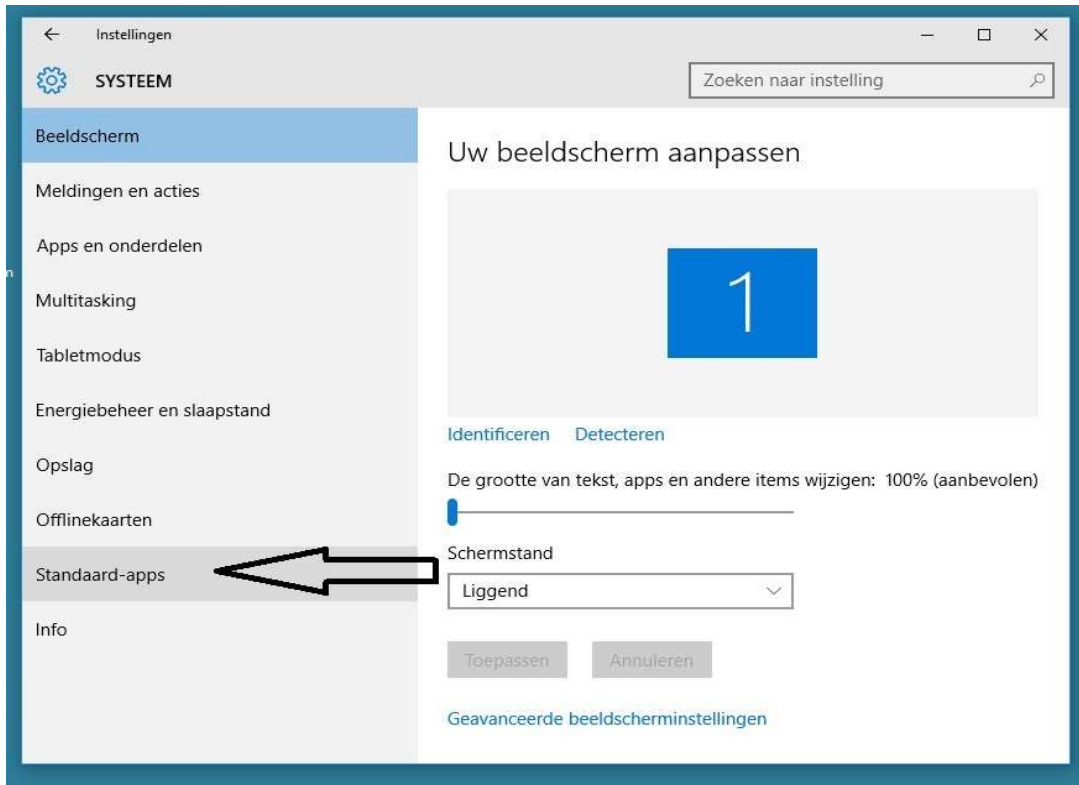 Instellingen
SYSTEEM
Zoeken naar instelling
Beeldscherm
Meldingen en acties
Apps en onderdelen
Multitasking
Tabletmodus
Energiebeheer en slaapstand
Opslag
Offlinekaarten
Standaard-apps
Info
Uw beeldscherm aanpassen
1
Identificeren Detecteren
De grootte van tekst, apps en andere items wijzigen: 100% (aanbevolen)
Schermstand
Liggend
Toepassen Annuleren
Geavanceerde beeldscherminstellingen